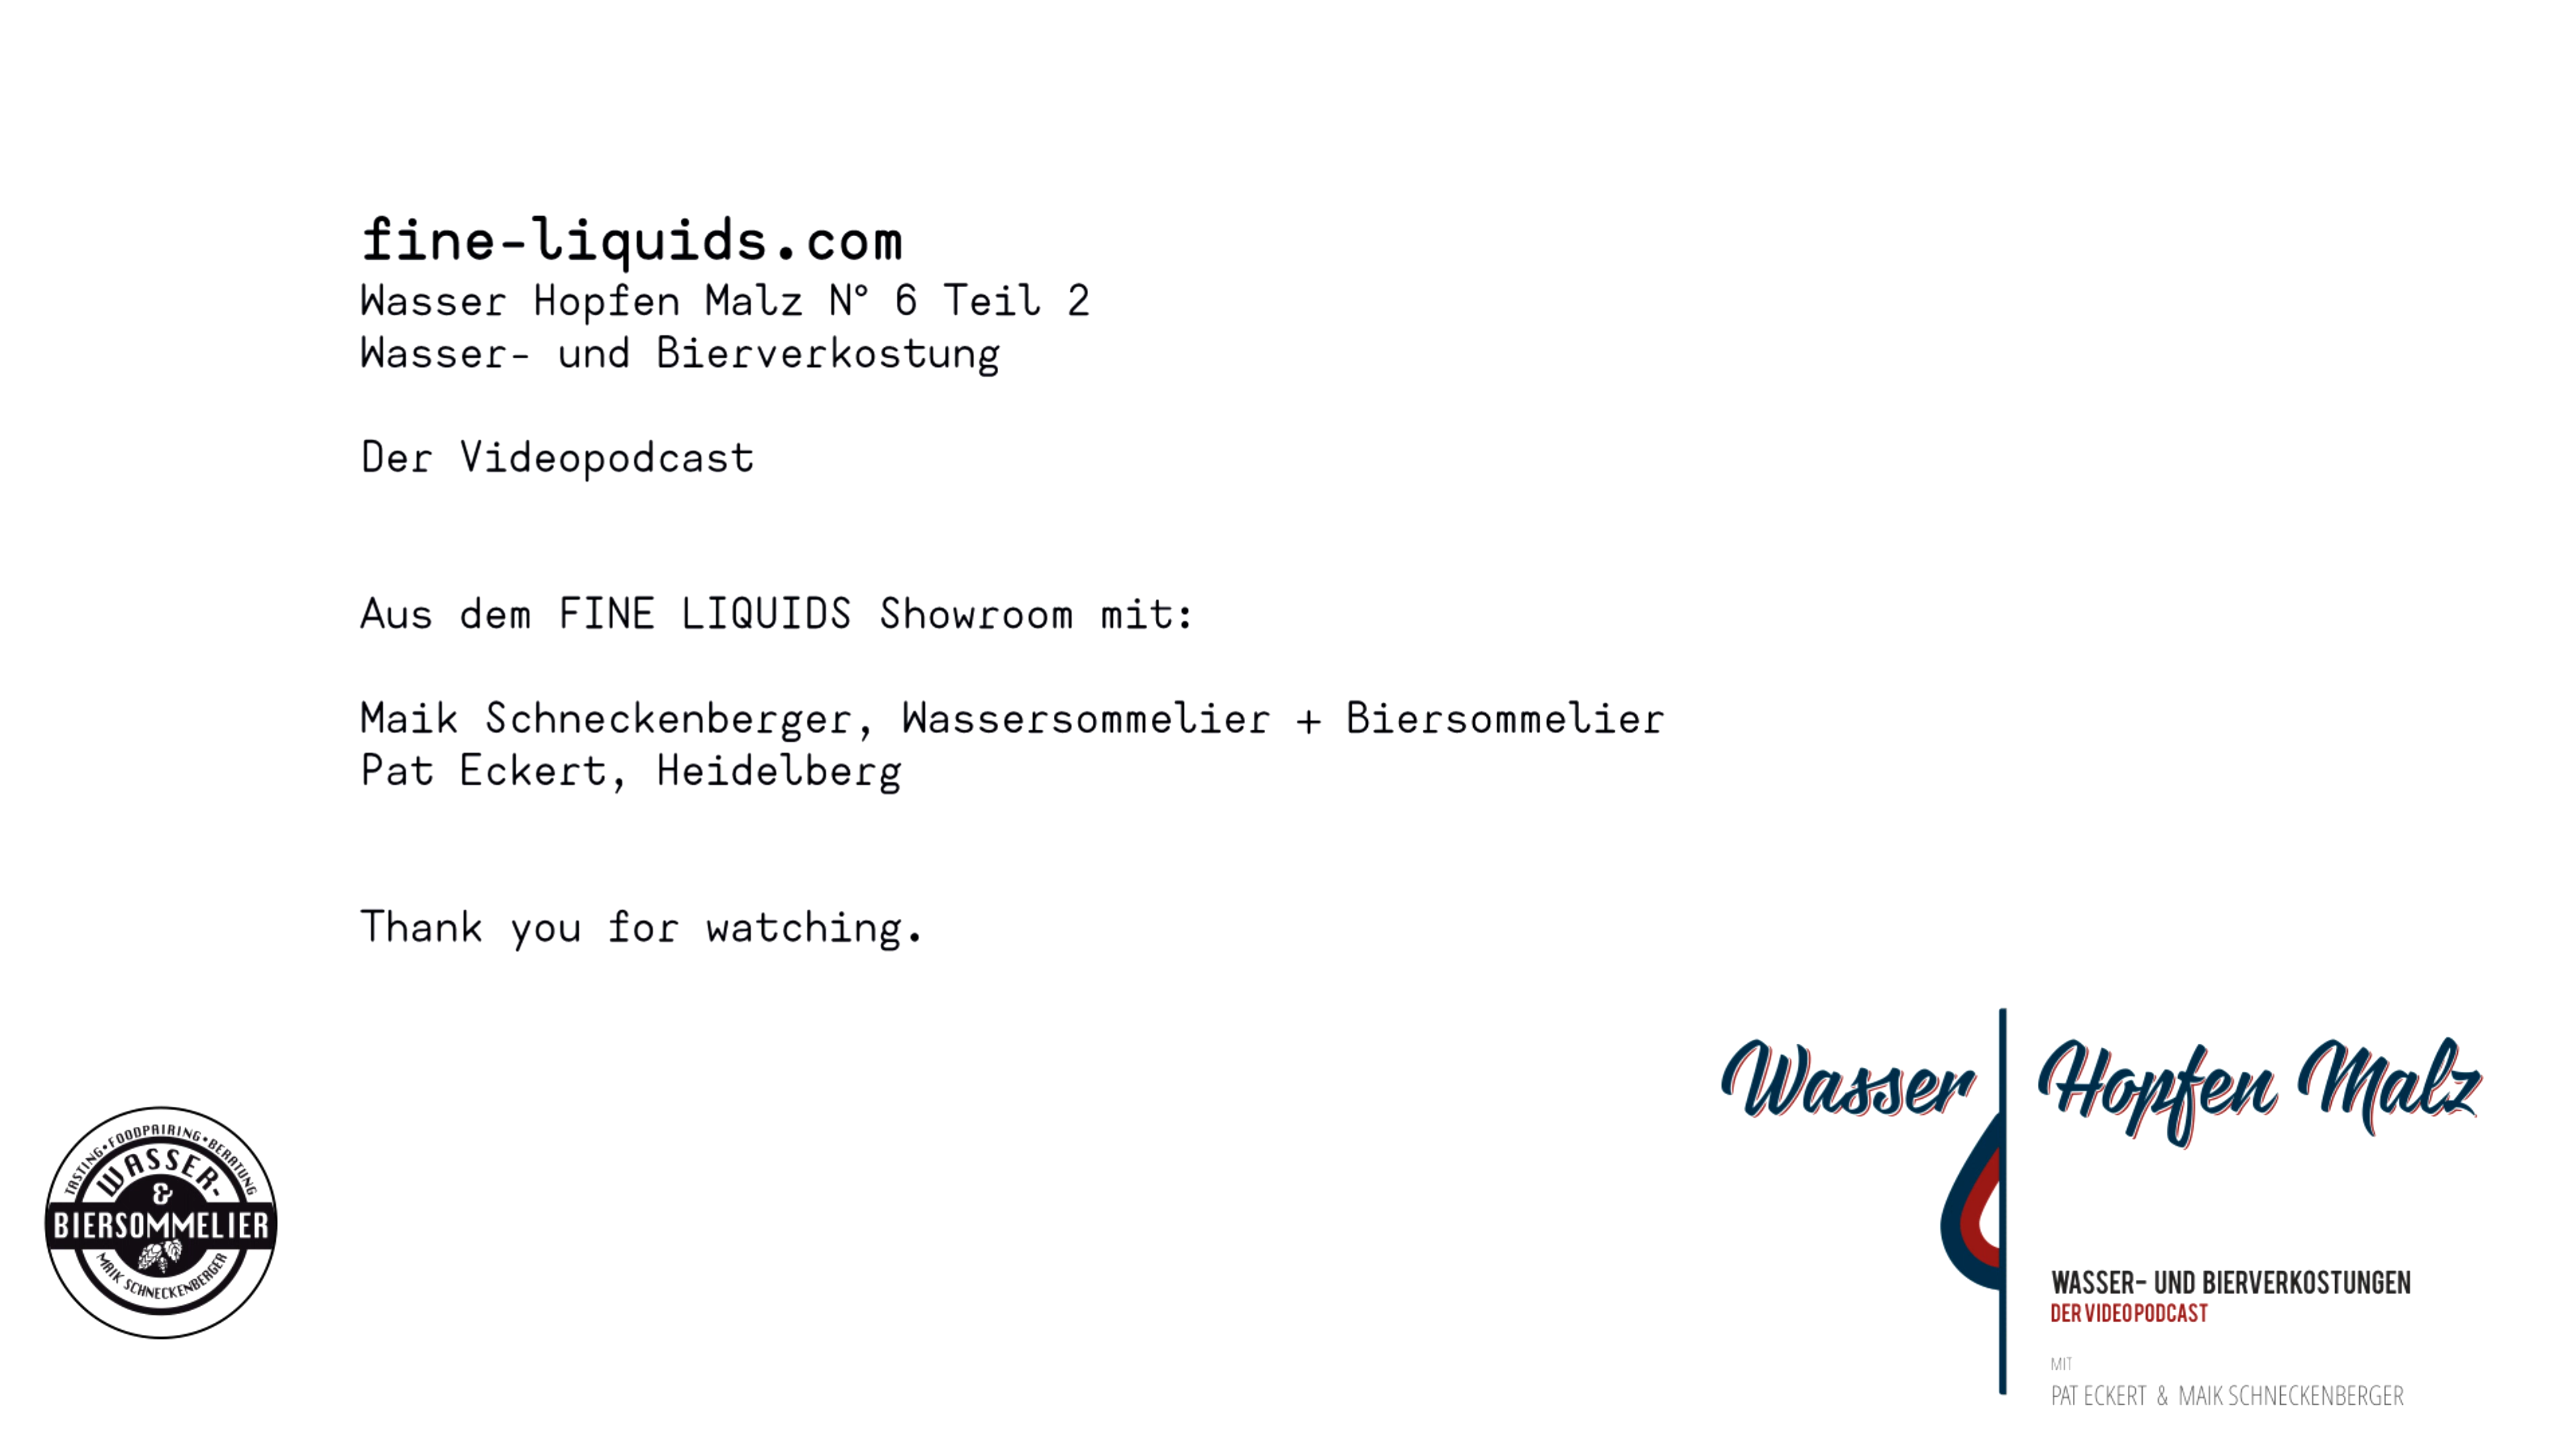 fine-liquids.com
Wasser Hopfen Malz N° 6 Teil 2
Wasser- und Bierverkostung
Der Videopodcast
Aus dem FINE LIQUIDS Showroom mit:
Maik Schneckenberger, Wassersommelier + Biersommelier
Pat Eckert, Heidelberg
Thank you for watching.
TASTING • FOODPAIRING • BERATUNG
WASSER-
&
BIERSOMMELIER
MAIK SCHNECKENBERGER
Wasser Hopfen Malz
WASSER- UND BIERVERKOSTUNGEN
DER VIDEOPODCAST
MIT
PAT ECKERT & MAIK SCHNECKENBERGER